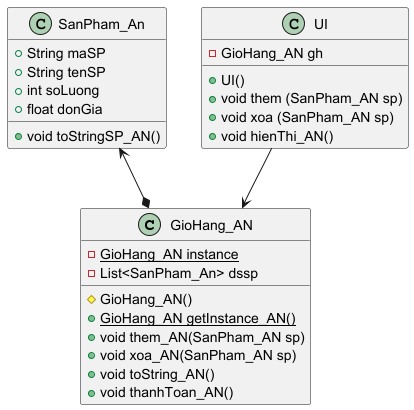 C SanPham_An
String maSP
String tenSP
int soLuong
float donGia
void toStringSP_AN()
C UI
GioHang_AN gh
UI()
void them (SanPham_AN sp)
void xoa (SanPham_AN sp)
void hienThi_AN()
C GioHang_AN
GioHang_AN instance
List<SanPham_An> dssp
GioHang_AN()
GioHang_AN getInstance_AN()
void them_AN(SanPham_AN sp)
void xoa_AN(SanPham_AN sp)
void toString_AN()
void thanhToan_AN()